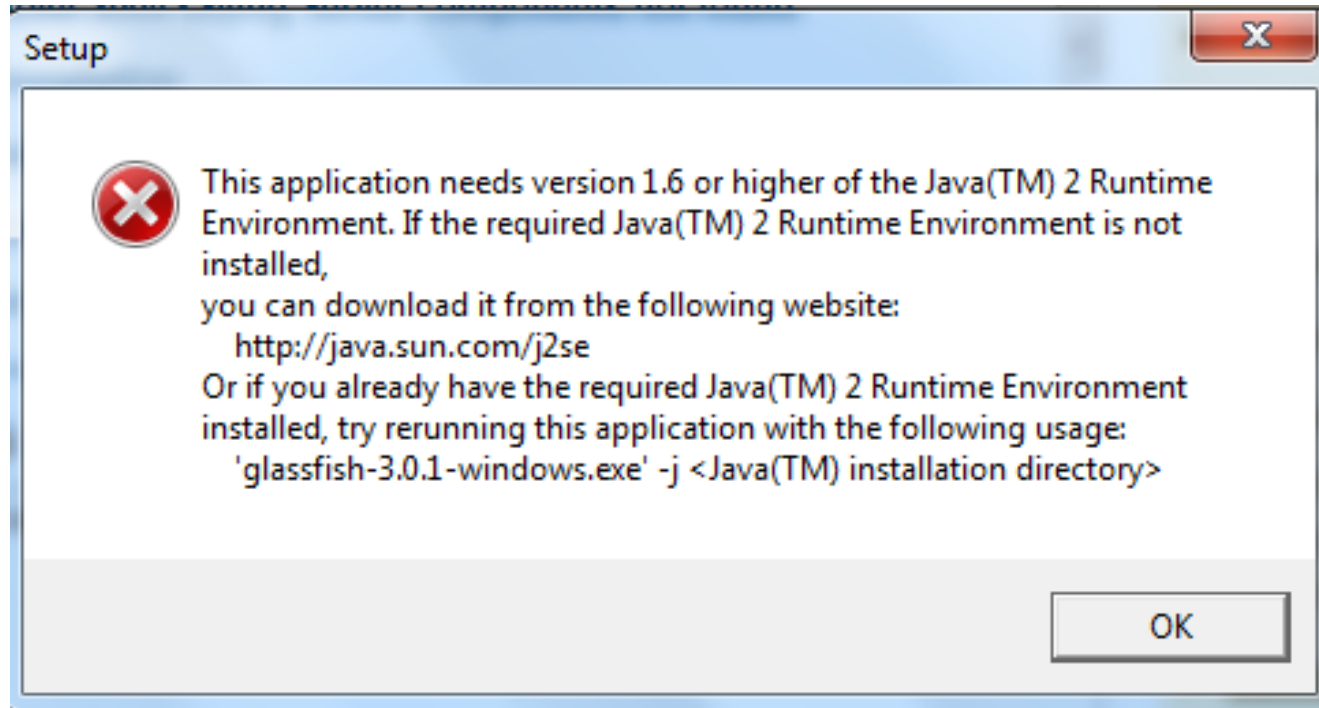 Setup
This application needs version 1.6 or higher of the Java(TM) 2 Runtime
Environment. If the required Java(TM) 2 Runtime Environment is not
installed,
you can download it from the following website:
http://java.sun.com/j2se
Or if you already have the required Java(TM) 2 Runtime Environment
installed, try rerunning this application with the following usage:
'glassfish-3.0.1-windows.exe' -j <Java(TM) installation directory>
OK